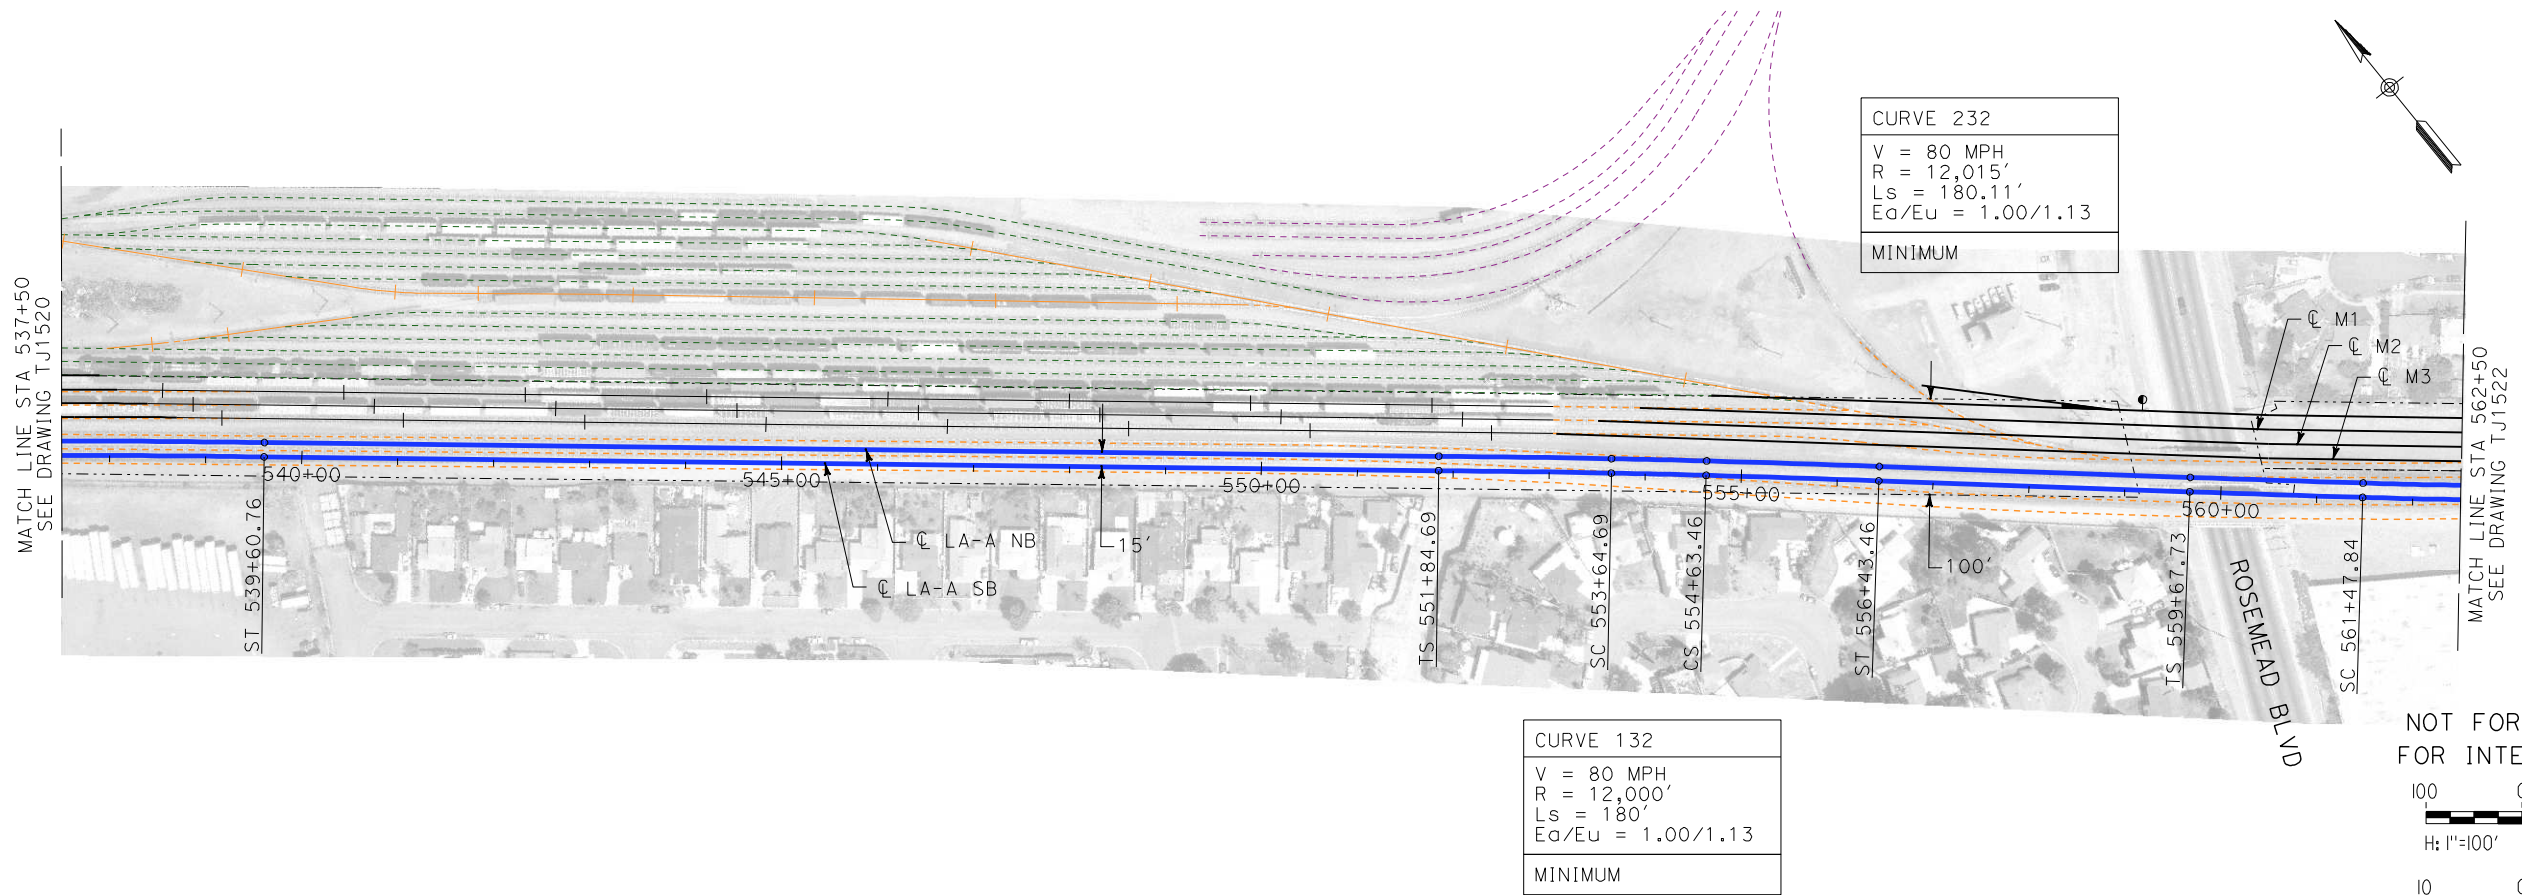 MATCH LINE STA 537+50
SEE DRAWING TJ1520
CURVE 232
V = 80 MPH
R = 12,015′
Ls = 180.11′
Ea/Eu = 1.00/1.13
MINIMUM
℄ M1
℄ M2
℄ M3
MATCH LINE STA 562+50
SEE DRAWING TJ1522
540+00
545+00
550+00
555+00
560+00
℄ LA-A NB
℄ LA-A SB
15′
100′
ST 539+60.76
TS 551+84.69
SC 553+64.69
CS 554+63.46
ST 556+43.46
TS 559+67.73
SC 561+47.84
ROSEMEAD BLVD
CURVE 132
V = 80 MPH
R = 12,000′
Ls = 180′
Ea/Eu = 1.00/1.13
MINIMUM
NOT FOR
FOR INTE
100 0
H: 1"=100′
10 0